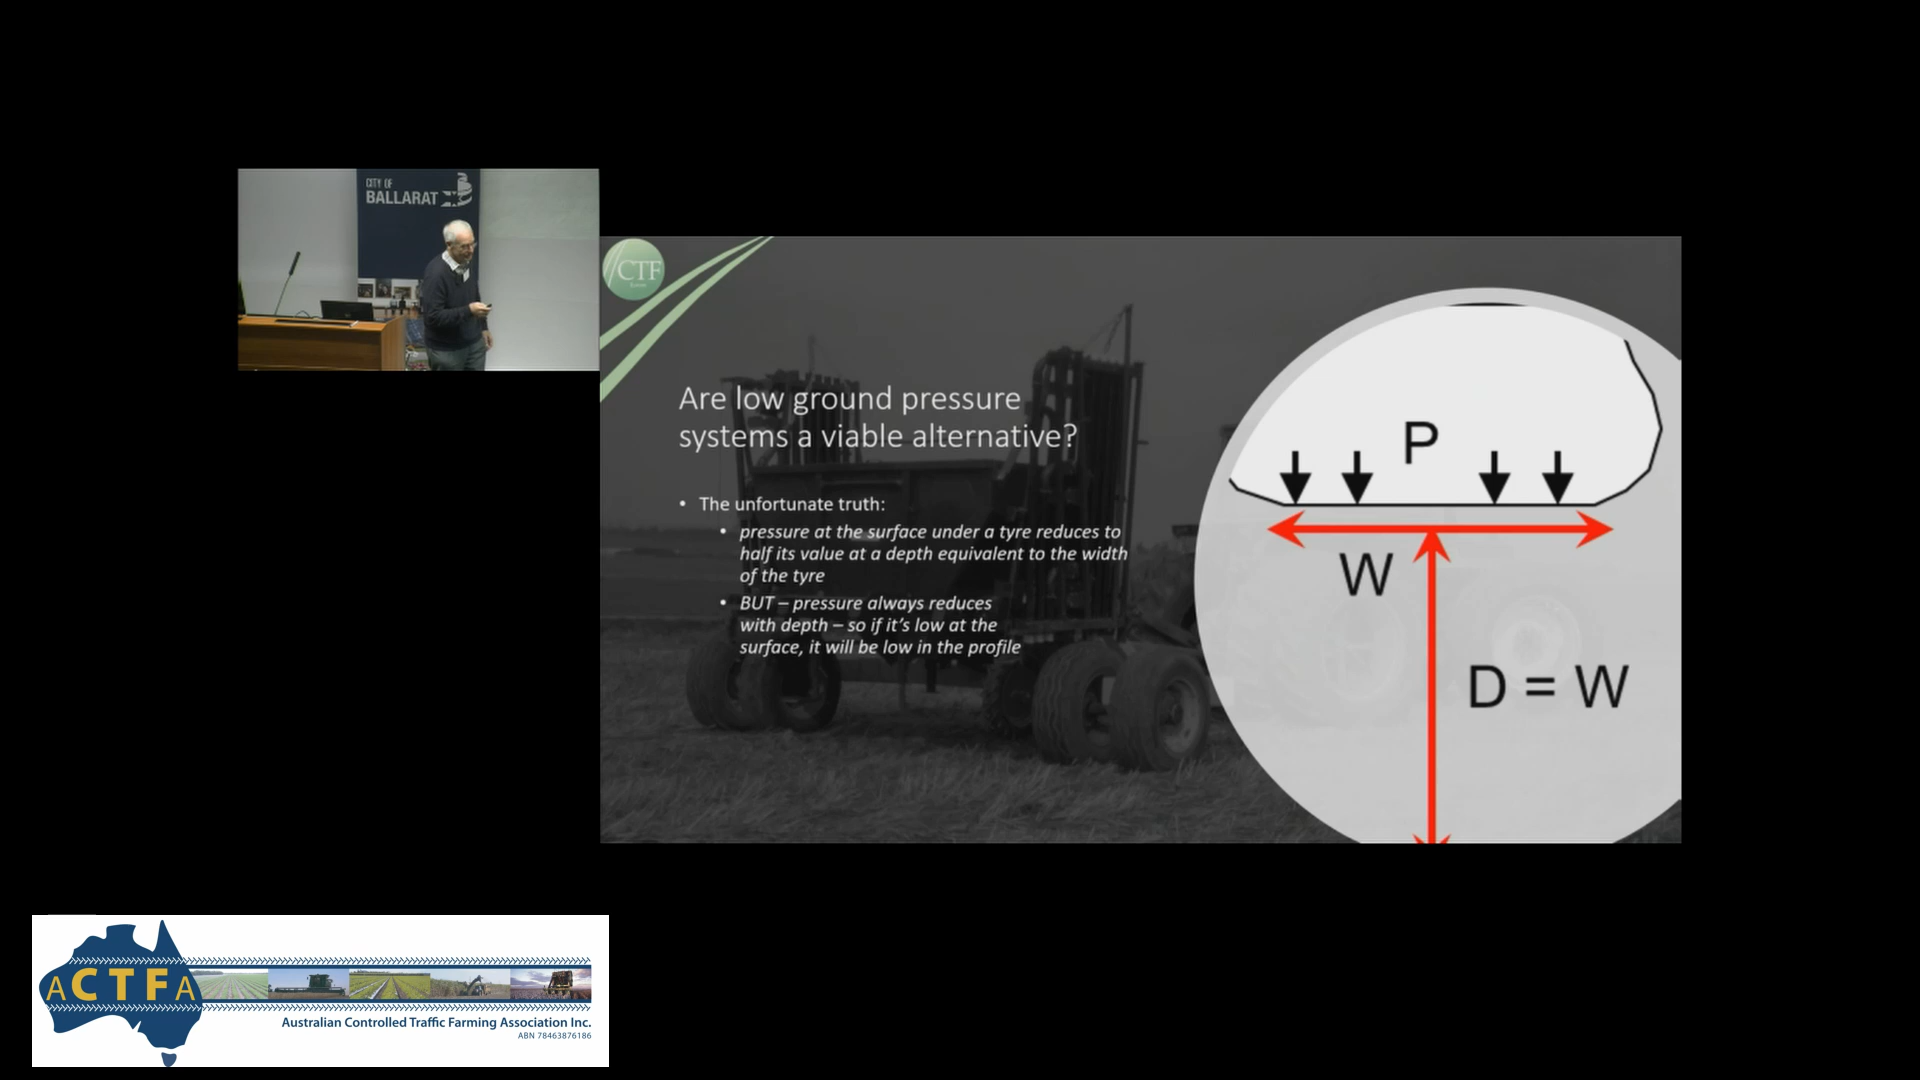 CITY OF
BALLARAT
CTF
Europe
Are low ground pressure
systems a viable alternative?
• The unfortunate truth:
• pressure at the surface under a tyre reduces to
half its value at a depth equivalent to the width
of the tyre
• BUT – pressure always reduces
with depth – so if it's low at the
surface, it will be low in the profile
P
W
D = W
ACTFA
Australian Controlled Traffic Farming Association Inc.
ABN 78463876186